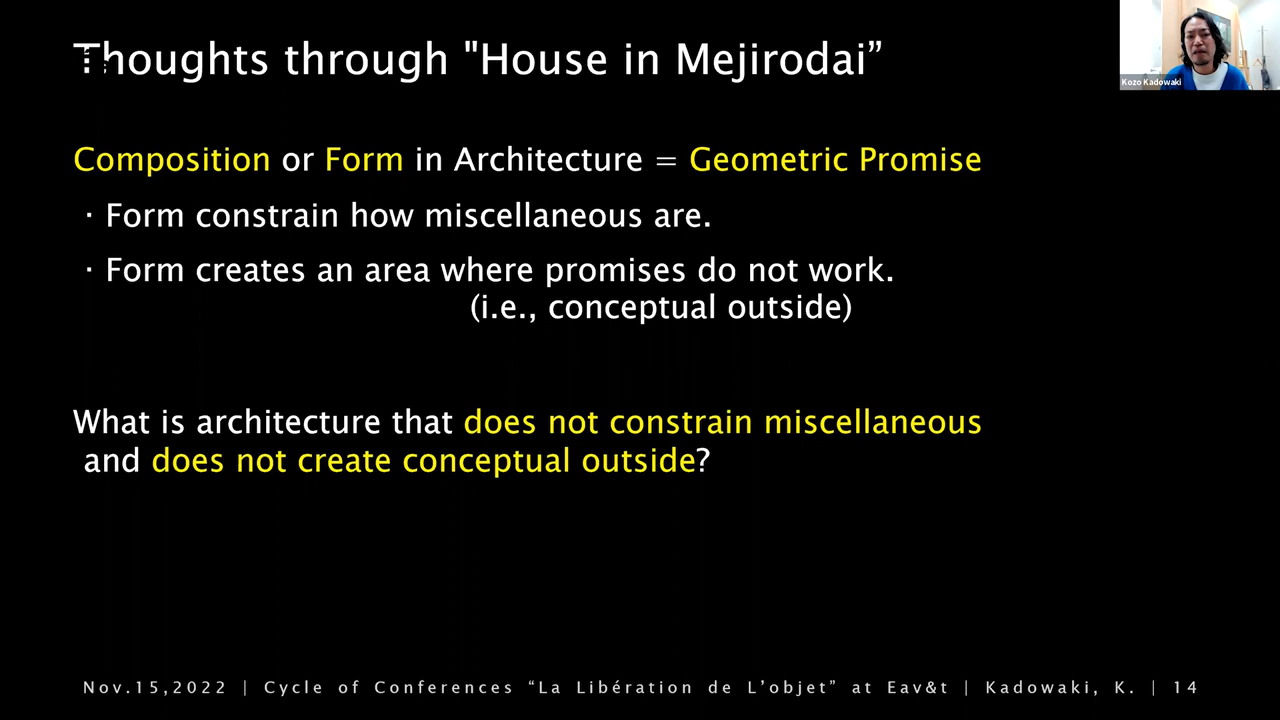 Thoughts through "House in Mejirodai”
Kozo Kadowaki
Composition or Form in Architecture = Geometric Promise
・Form constrain how miscellaneous are.
・Form creates an area where promises do not work.
(i.e., conceptual outside)
What is architecture that does not constrain miscellaneous
and does not create conceptual outside?
Nov.15,2022 | Cycle of Conferences “La Libération de L’objet” at Eav&t | Kadowaki, K. | 14